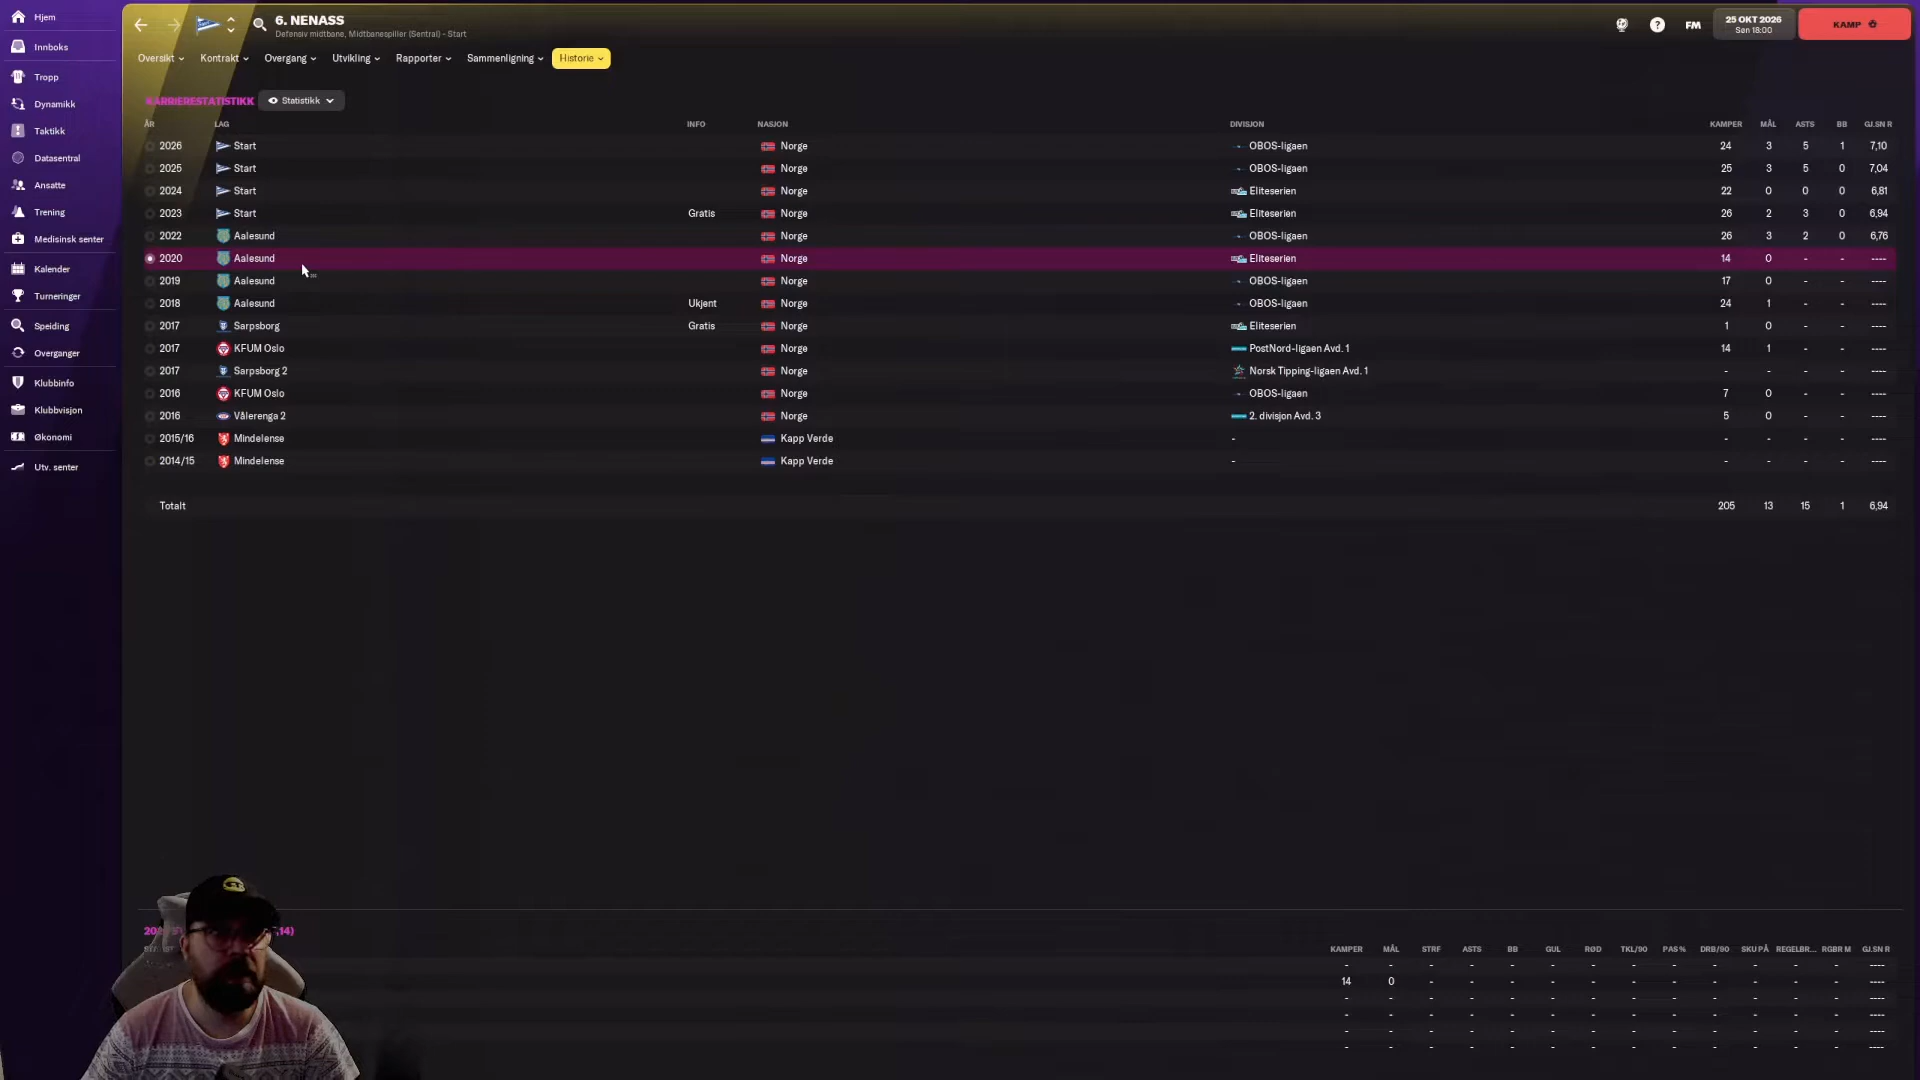 Hjem
Innboks
Tropp
Dynamikk
Taktikk
Datasentral
Ansatte
Trening
Medisinsk senter
Kalender
Turneringer
Speiding
Overganger
Klubbinfo
Klubbvisjon
Økonomi
Utv. senter
6. NENASS
Defensiv midtbane, Midtbanespiller (Sentral) - Start
FM
25 OKT 2026
Søn 18:00
KAMP
Oversikt Kontrakt Overgang Utvikling Rapporter Sammenligning Historie
KARRIERESTATISTIKK Statistikk
ÅR LAG INFO NASJON DIVISJON KAMPER MÅL ASTS BB GJ.SN R
2026 Start Norge OBOS-ligaen 24 3 5 1 7,10
2025 Start Norge OBOS-ligaen 25 3 5 0 7,04
2024 Start Norge Eliteserien 22 0 0 0 6,81
2023 Start Gratis Norge Eliteserien 26 2 3 0 6,94
2022 Aalesund Norge OBOS-ligaen 26 3 2 0 6,76
2020 Aalesund Norge Eliteserien 14 0 - - ----
2019 Aalesund Norge OBOS-ligaen 17 0 - - ----
2018 Aalesund Ukjent Norge OBOS-ligaen 24 1 - - ----
2017 Sarpsborg Gratis Norge Eliteserien 1 0 - - ----
2017 KFUM Oslo Norge PostNord-ligaen Avd. 1 14 1 - - ----
2017 Sarpsborg 2 Norge Norsk Tipping-ligaen Avd. 1 - - - - ----
2016 KFUM Oslo Norge OBOS-ligaen 7 0 - - ----
2016 Vålerenga 2 Norge 2. divisjon Avd. 3 5 0 - - ----
2015/16 Mindelense Kapp Verde - - - - - ----
2014/15 Mindelense Kapp Verde - - - - - ----
Totalt 205 13 15 1 6,94
KAMPER MÅL STRF ASTS BB GUL RØD TKL/90 PAS % DRB/90 SKU PÅ REGELBR... RGBR M GJ.SN R
- - - - - - - - - - - - - ----
14 0 - - - - - - - - - - - ----
- - - - - - - - - - - - - ----
- - - - - - - - - - - - - ----
- - - - - - - - - - - - - ----
- - - - - - - - - - - - - ----